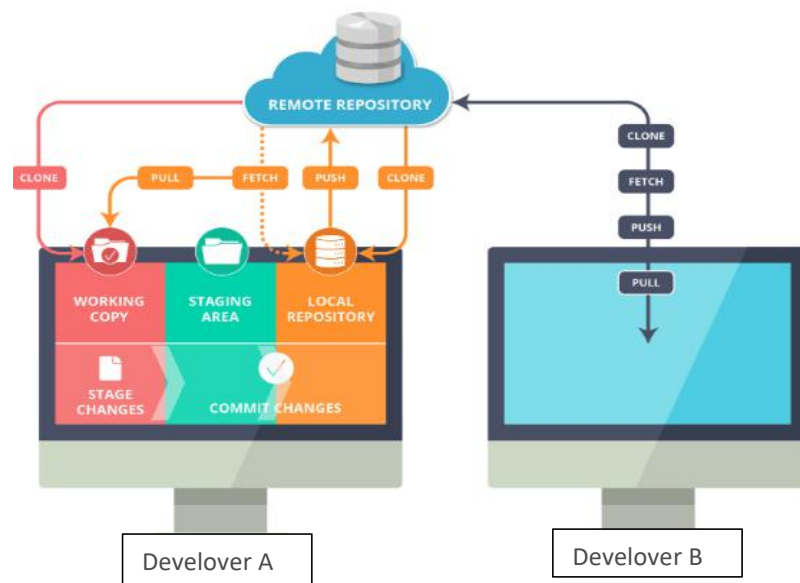 REMOTE REPOSITORY
CLONE
PULL
FETCH
PUSH
CLONE
CLONE
FETCH
PUSH
PULL
WORKING
COPY
STAGING
AREA
LOCAL
REPOSITORY
STAGE
CHANGES
COMMIT CHANGES
Develover A
Develover B